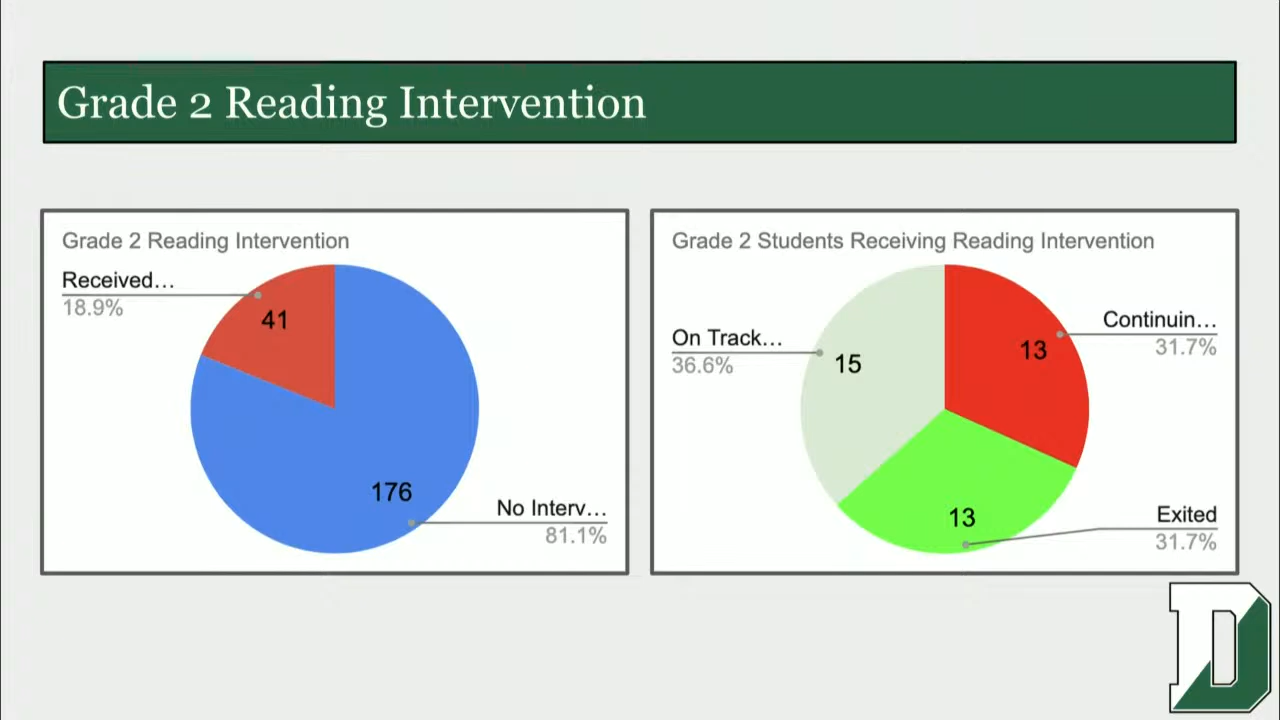 Grade 2 Reading Intervention
Grade 2 Reading Intervention
Received…
18.9%
41
176
No Interv…
81.1%
Grade 2 Students Receiving Reading Intervention
On Track…
36.6%
15
Continuin…
31.7%
13
13
Exited
31.7%
D